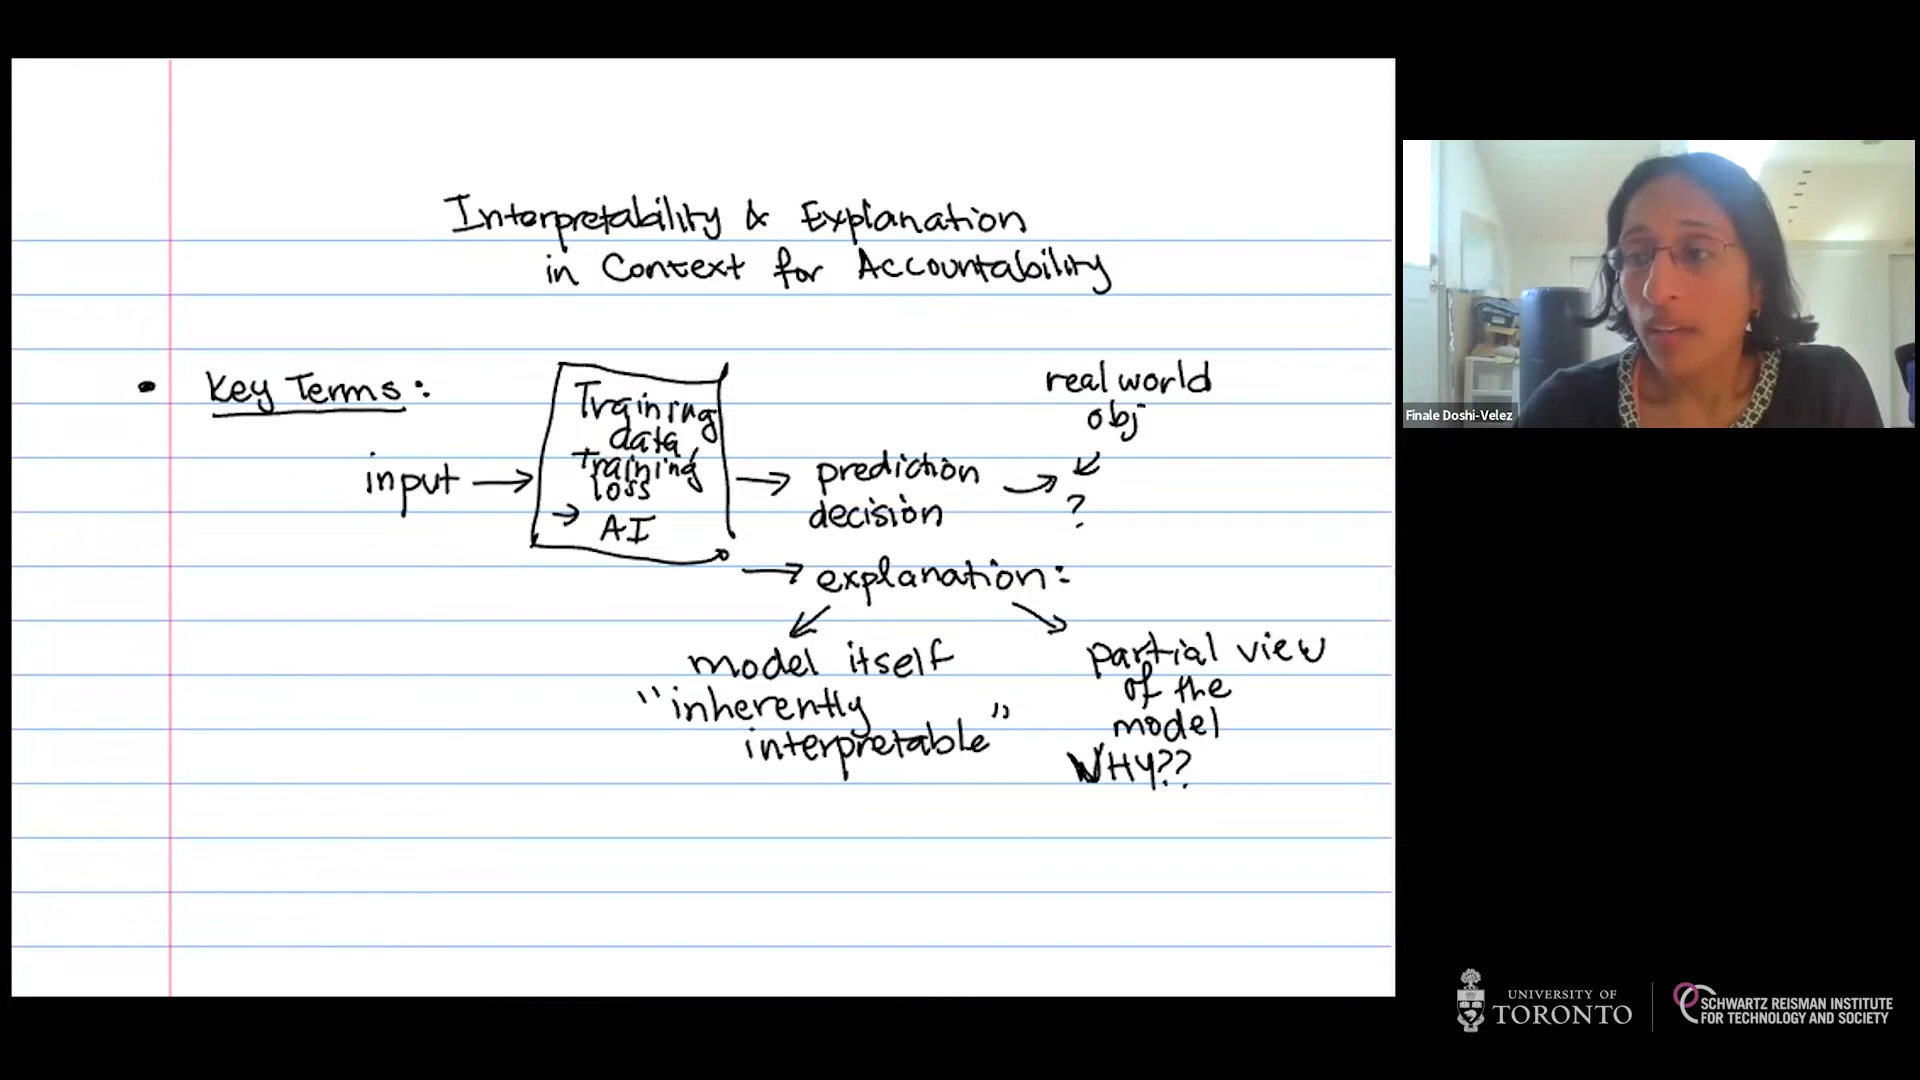 Interpretability & Explanation
in Context for Accountability
• Key Terms:
input →
Training
data,
training
loss
→ AI
→ prediction
decision
→ ?
real world
obj
→ explanation:
model itself
"inherently
interpretable"
partial view
of the
model
WHY??
Finale Doshi-Velez
UNIVERSITY OF
TORONTO
SCHWARTZ REISMAN INSTITUTE
FOR TECHNOLOGY AND SOCIETY